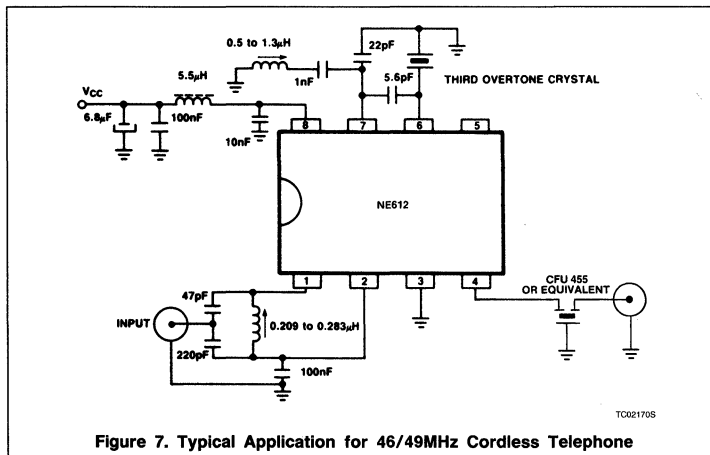 0.5 to 1.3μH
22pF
1nF
THIRD OVERTONE CRYSTAL
5.5μH
5.6pF
VCC
6.8μF
100nF
10nF
8
7
6
5
NE612
1
2
3
4
47pF
CFU 455
OR EQUIVALENT
INPUT
0.209 to 0.283μH
220pF
100nF
TC02170S
Figure 7. Typical Application for 46/49MHz Cordless Telephone